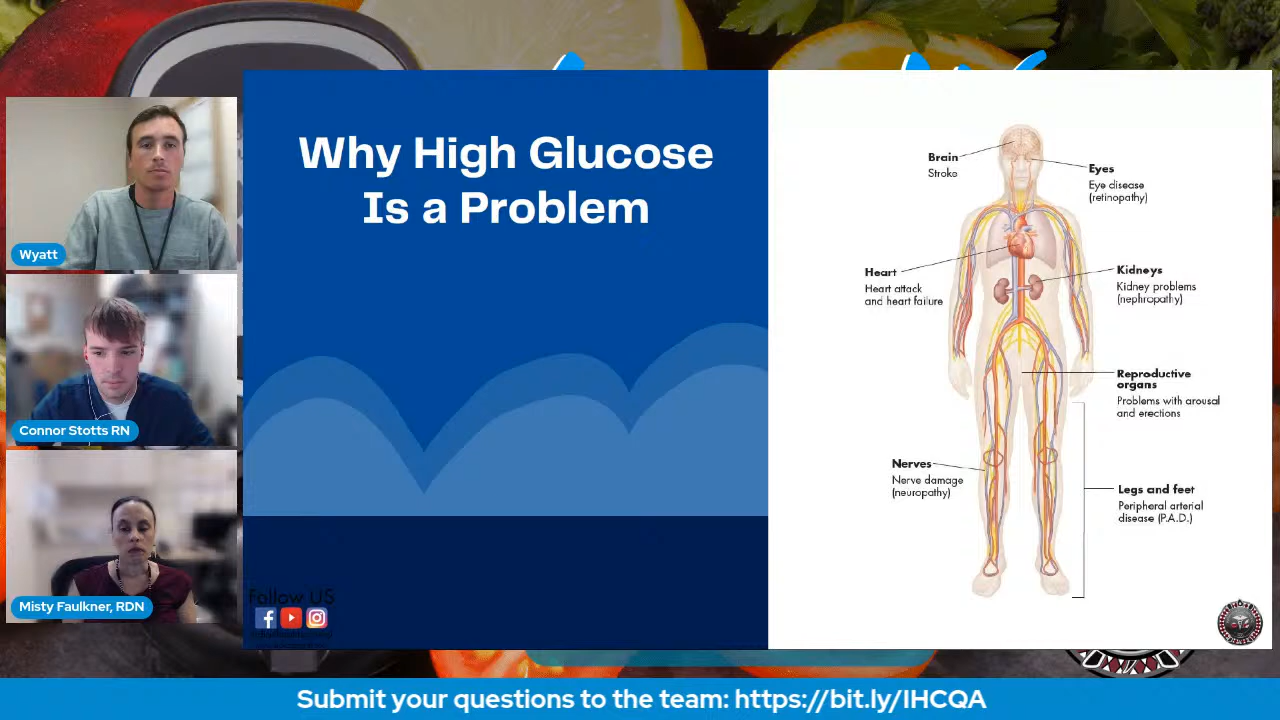 Why High Glucose
Is a Problem
Brain
Stroke
Eyes
Eye disease
(retinopathy)
Heart
Heart attack
and heart failure
Kidneys
Kidney problems
(nephropathy)
Reproductive
organs
Problems with arousal
and erections
Nerves
Nerve damage
(neuropathy)
Legs and feet
Peripheral arterial
disease (P.A.D.)
Wyatt
Connor Stotts RN
Misty Faulkner, RDN
Follow US
Submit your questions to the team: https://bit.ly/IHCQA